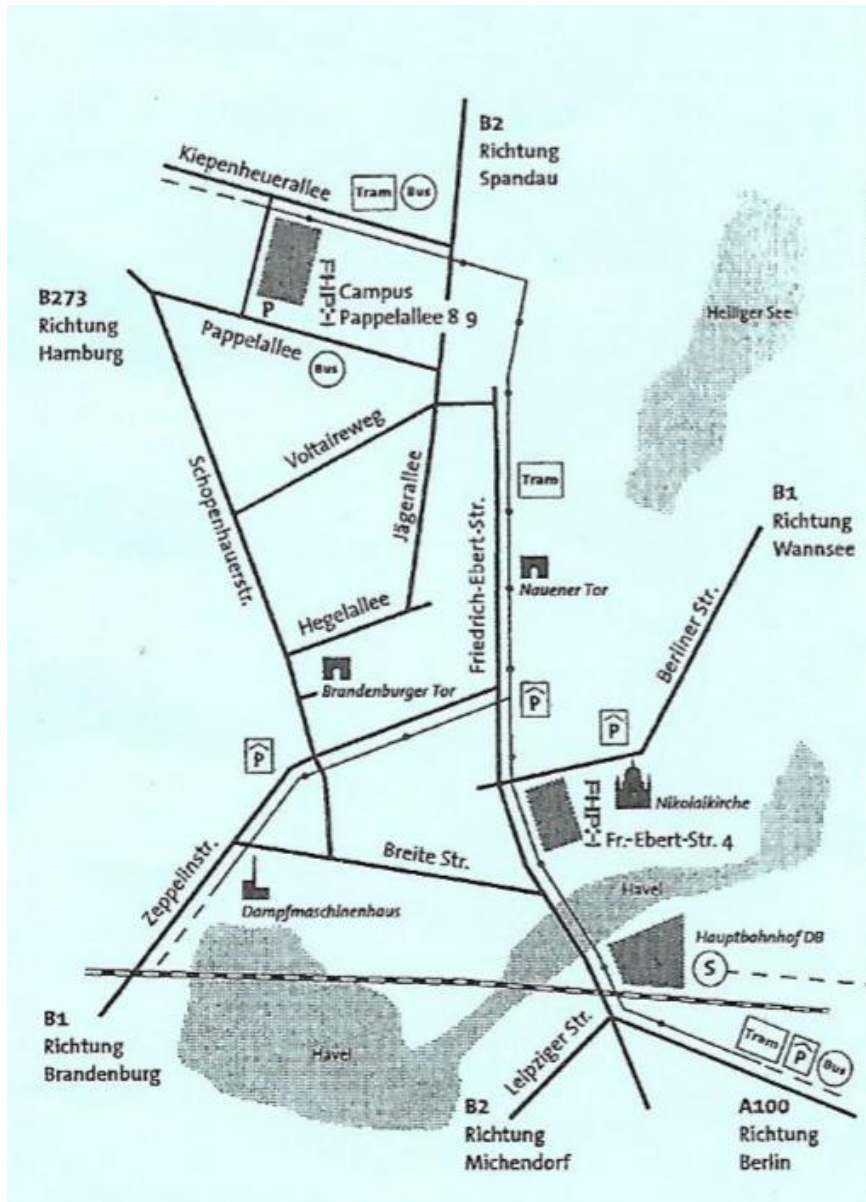 B2
Richtung
Spandau
Kiepenheuerallee
Tram
Bus
Heiliger See
B273
Richtung
Hamburg
FHP
Campus
Pappelallee 8 9
P
Pappelallee
Bus
Voltaireweg
Schopenhauerstr.
Jägerallee
Tram
Friedrich-Ebert-Str.
B1
Richtung
Wannsee
Nauener Tor
Hegelallee
Berliner Str.
Brandenburger Tor
P
P
P
Nikolaikirche
FHP
Fr.-Ebert-Str. 4
Breite Str.
Zeppelinstr.
Dampfmaschinenhaus
Havel
Hauptbahnhof DB
S
B1
Richtung
Brandenburg
Havel
Leipziger Str.
Tram
P
Bus
B2
Richtung
Michendorf
A100
Richtung
Berlin